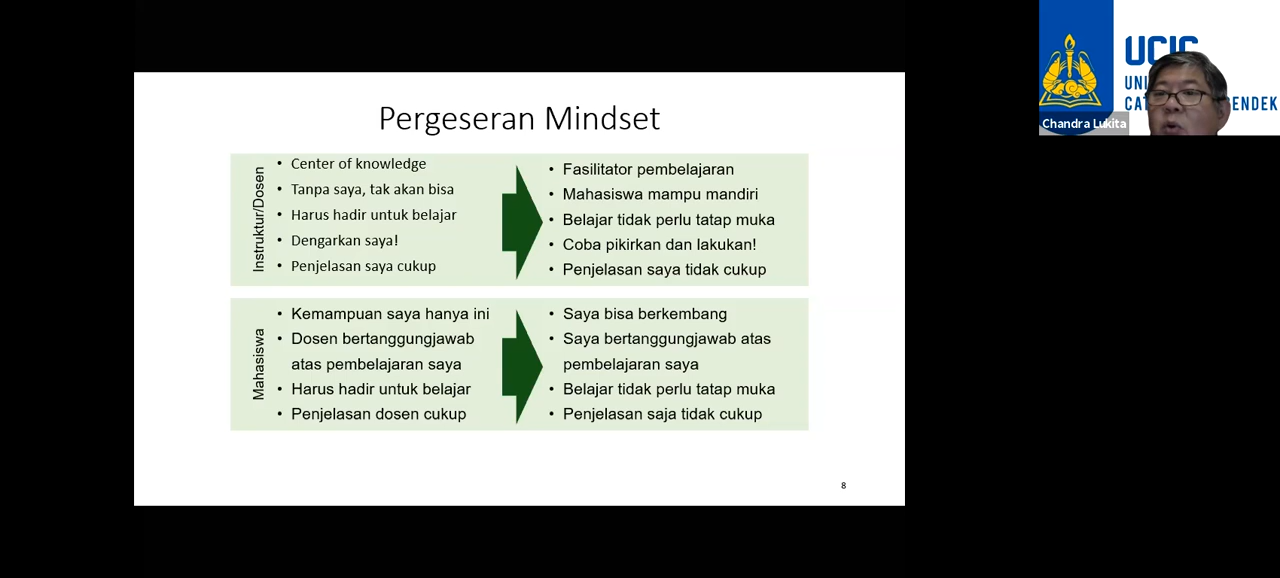 Pergeseran Mindset
Instruktur/Dosen
• Center of knowledge
• Tanpa saya, tak akan bisa
• Harus hadir untuk belajar
• Dengarkan saya!
• Penjelasan saya cukup
• Fasilitator pembelajaran
• Mahasiswa mampu mandiri
• Belajar tidak perlu tatap muka
• Coba pikirkan dan lakukan!
• Penjelasan saya tidak cukup
Mahasiswa
• Kemampuan saya hanya ini
• Dosen bertanggungjawab
atas pembelajaran saya
• Harus hadir untuk belajar
• Penjelasan dosen cukup
• Saya bisa berkembang
• Saya bertanggungjawab atas
pembelajaran saya
• Belajar tidak perlu tatap muka
• Penjelasan saja tidak cukup
8
UCIC
Chandra Lukita